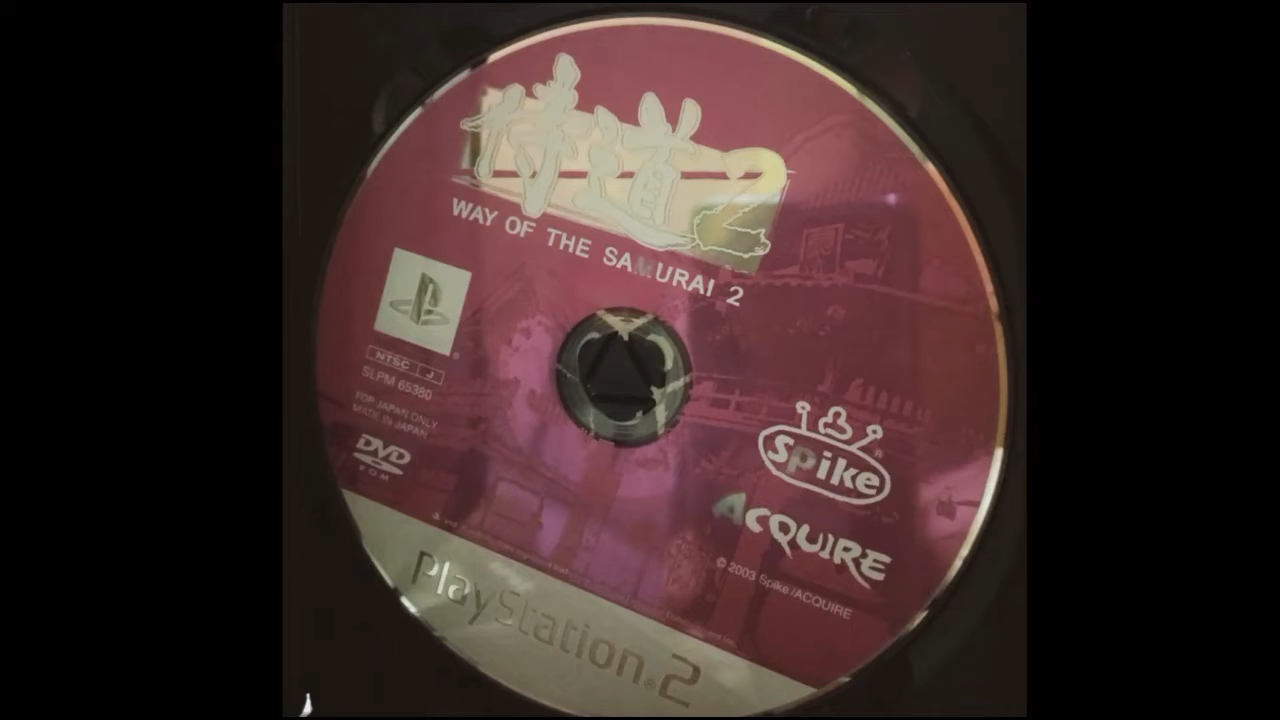 侍道2
WAY OF THE SAMURAI 2
NTSC J
SLPM 65380
FOR JAPAN ONLY
MADE IN JAPAN
DVD
ROM
Spike
ACQUIRE
© 2003 Spike/ACQUIRE
PlayStation®2